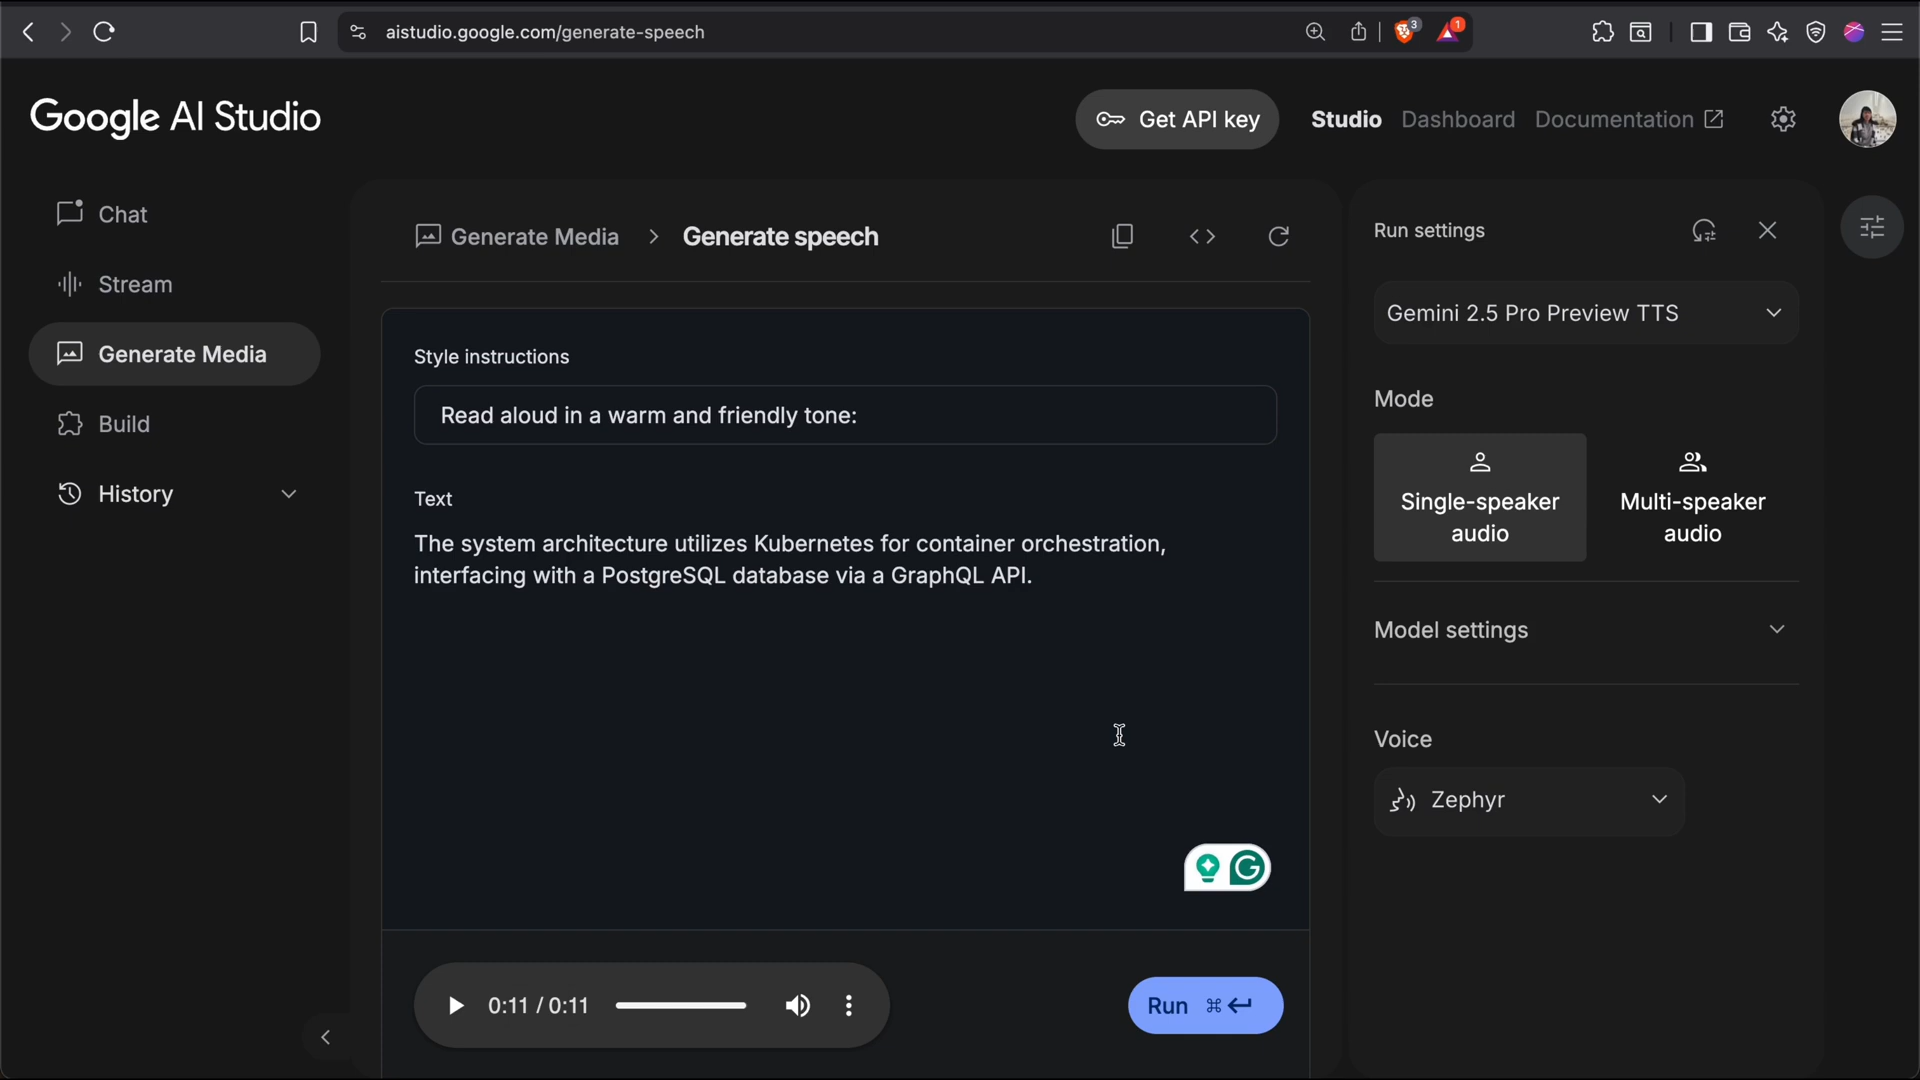 aistudio.google.com/generate-speech
3
1
Google AI Studio
Get API key
Studio
Dashboard
Documentation
Chat
Stream
Generate Media
Build
History
Generate Media > Generate speech
Style instructions
Read aloud in a warm and friendly tone:
Text
The system architecture utilizes Kubernetes for container orchestration,
interfacing with a PostgreSQL database via a GraphQL API.
0:11 / 0:11
Run ⌘ ↵
Run settings
Gemini 2.5 Pro Preview TTS
Mode
Single-speaker
audio
Multi-speaker
audio
Model settings
Voice
Zephyr